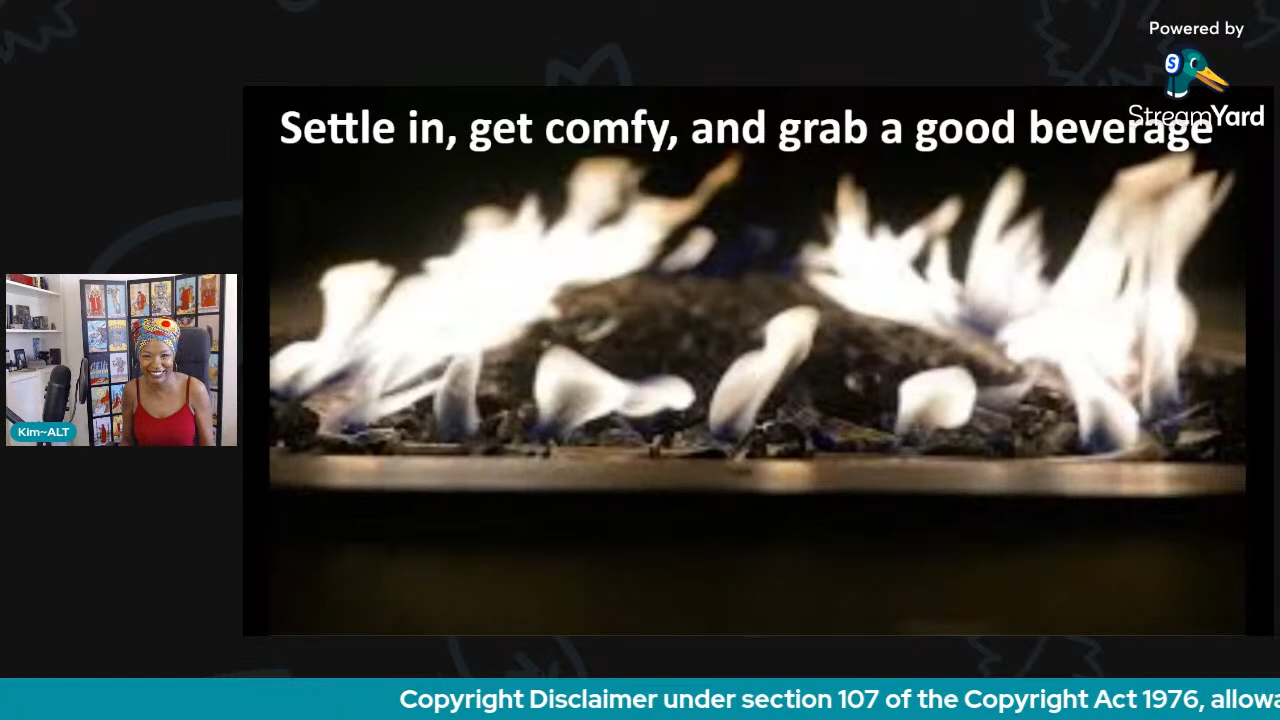 Powered by
S
StreamYard
Settle in, get comfy, and grab a good beverage
Kim~ALT
Copyright Disclaimer under section 107 of the Copyright Act 1976, allowa